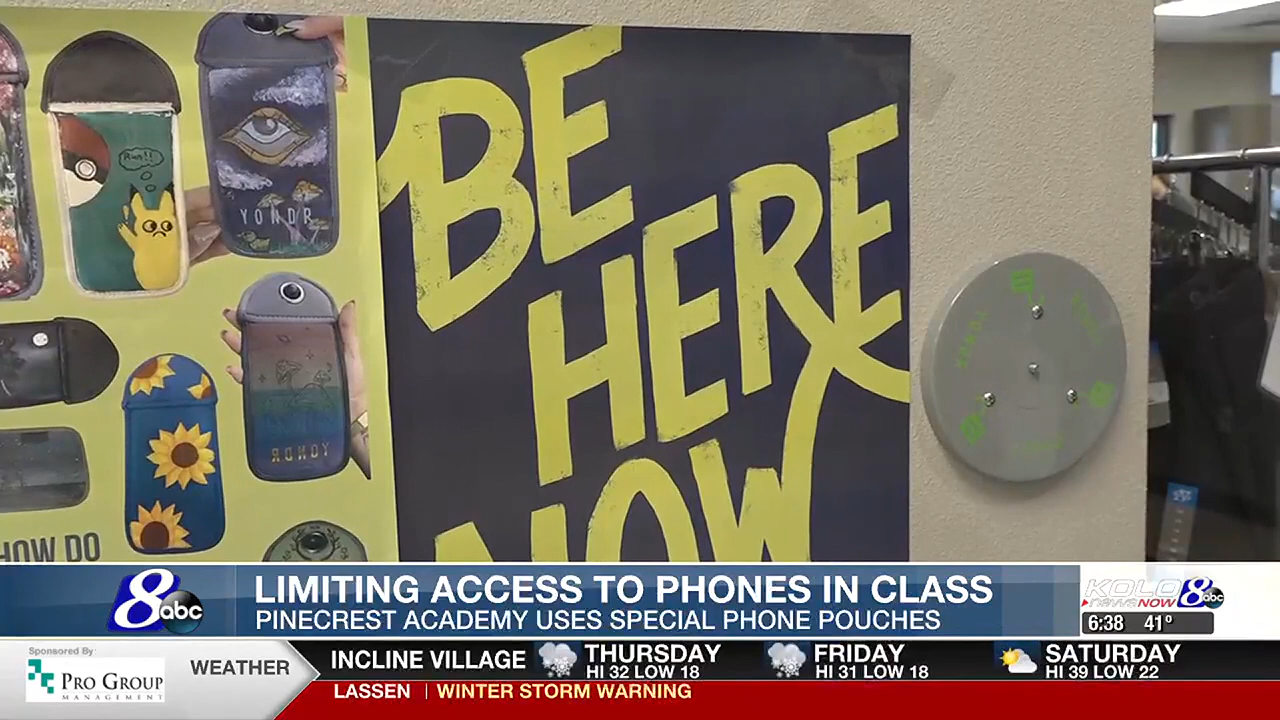 BE
HERE
NOW
Run!!
YONDR
YONDR
HOW DO
8 abc
LIMITING ACCESS TO PHONES IN CLASS
PINECREST ACADEMY USES SPECIAL PHONE POUCHES
KOLO 8 abc
NEWS NOW
6:38 41°
Sponsored By
PRO GROUP
MANAGEMENT
WEATHER
INCLINE VILLAGE
THURSDAY
HI 32 LOW 18
FRIDAY
HI 31 LOW 18
SATURDAY
HI 39 LOW 22
LASSEN | WINTER STORM WARNING